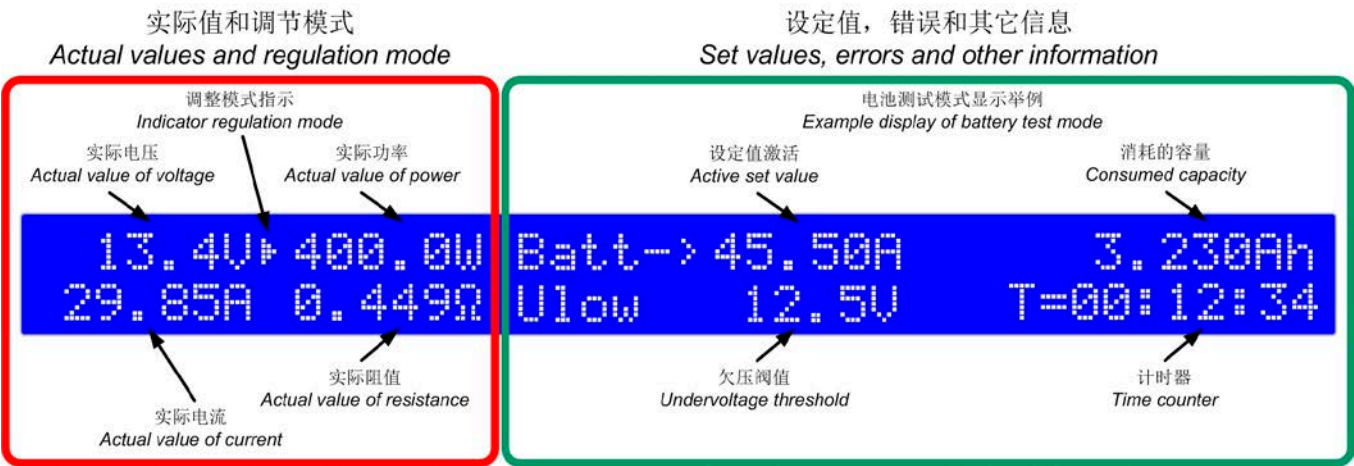 实际值和调节模式
Actual values and regulation mode
设定值，错误和其它信息
Set values, errors and other information
调整模式指示
Indicator regulation mode
实际电压
Actual value of voltage
实际功率
Actual value of power
电池测试模式显示举例
Example display of battery test mode
设定值激活
Active set value
消耗的容量
Consumed capacity
13.4V 400.0W Batt->45.50A 3.230Ah
29.85A 0.449Ω Ulow 12.5V T=00:12:34
实际电流
Actual value of current
实际阻值
Actual value of resistance
欠压阀值
Undervoltage threshold
计时器
Time counter